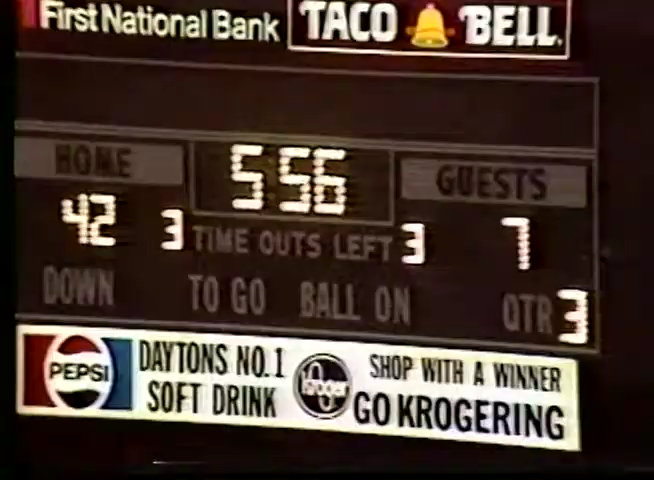 First National Bank TACO BELL
HOME 5:56 GUESTS
42 3 TIME OUTS LEFT 3 7
DOWN TO GO BALL ON QTR 3
PEPSI DAYTONS NO.1 SOFT DRINK Kroger SHOP WITH A WINNER GO KROGERING